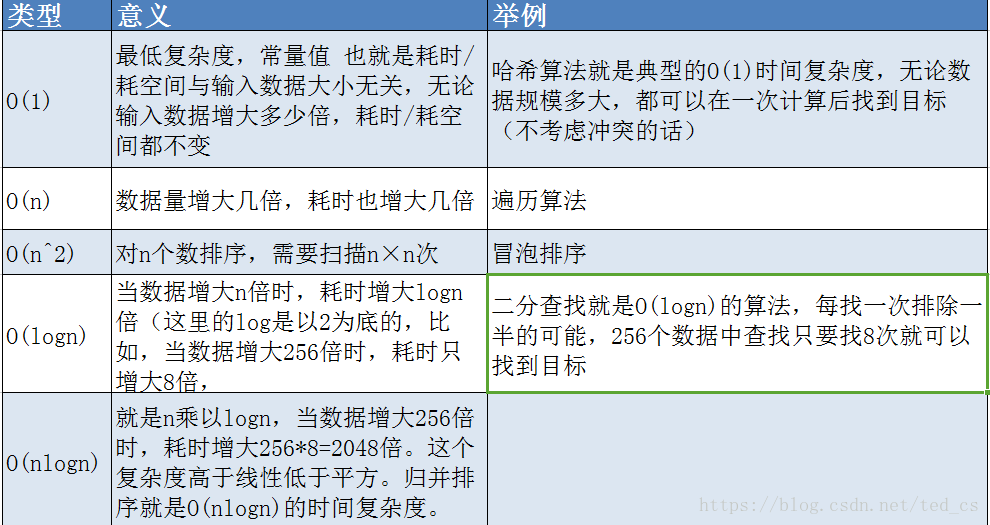 类型 意义 举例
O(1)
最低复杂度，常量值 也就是耗时/
耗空间与输入数据大小无关，无论
输入数据增大多少倍，耗时/耗空
间都不变
哈希算法就是典型的O(1)时间复杂度，无论数
据规模多大，都可以在一次计算后找到目标
（不考虑冲突的话）
O(n)
数据量增大几倍，耗时也增大几倍
遍历算法
O(n^2)
对n个数排序，需要扫描n×n次
冒泡排序
O(logn)
当数据增大n倍时，耗时增大logn
倍（这里的log是以2为底的，比
如，当数据增大256倍时，耗时只
增大8倍，
二分查找就是O(logn)的算法，每找一次排除一
半的可能，256个数据中查找只要找8次就可以
找到目标
O(nlogn)
就是n乘以logn，当数据增大256倍
时，耗时增大256*8=2048倍。这个
复杂度高于线性低于平方。归并排
序就是O(nlogn)的时间复杂度。
https://blog.csdn.net/ted_cs